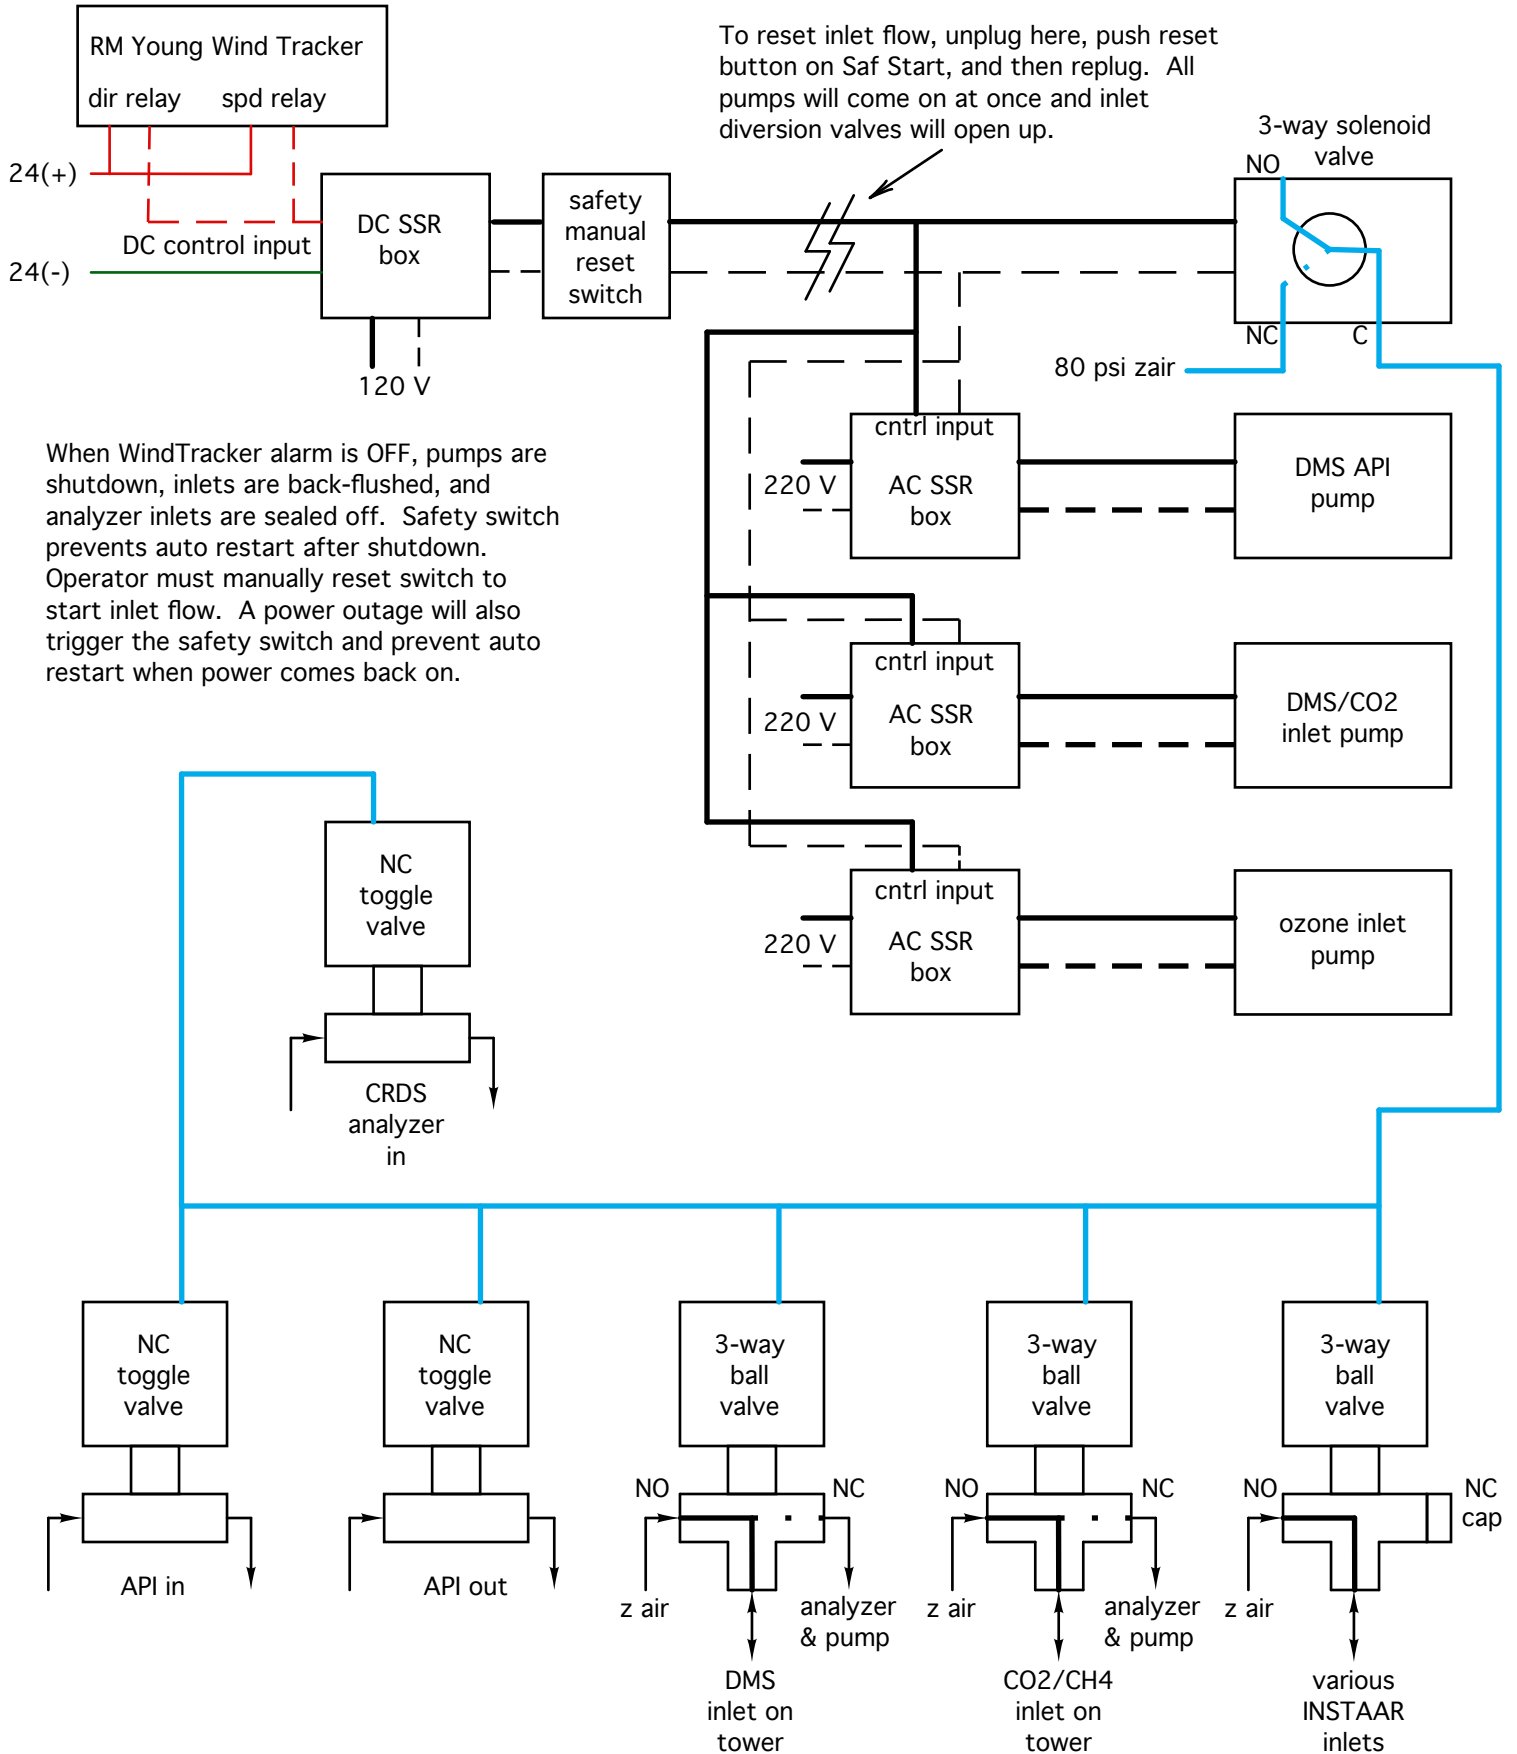 RM Young Wind Tracker
dir relay spd relay
24(+)
DC control input
24(-)
DC SSR
box
120 V
safety
manual
reset
switch
To reset inlet flow, unplug here, push reset
button on Saf Start, and then replug. All
pumps will come on at once and inlet
diversion valves will open up.
3-way solenoid
valve
NO
NC
C
80 psi zair
When WindTracker alarm is OFF, pumps are
shutdown, inlets are back-flushed, and
analyzer inlets are sealed off. Safety switch
prevents auto restart after shutdown.
Operator must manually reset switch to
start inlet flow. A power outage will also
trigger the safety switch and prevent auto
restart when power comes back on.
cntrl input
220 V
AC SSR
box
DMS API
pump
cntrl input
220 V
AC SSR
box
DMS/CO2
inlet pump
cntrl input
220 V
AC SSR
box
ozone inlet
pump
NC
toggle
valve
CRDS
analyzer
in
NC
toggle
valve
API in
NC
toggle
valve
API out
3-way
ball
valve
NO
NC
z air
analyzer
& pump
DMS
inlet on
tower
3-way
ball
valve
NO
NC
z air
analyzer
& pump
CO2/CH4
inlet on
tower
3-way
ball
valve
NO
NC
cap
z air
various
INSTAAR
inlets